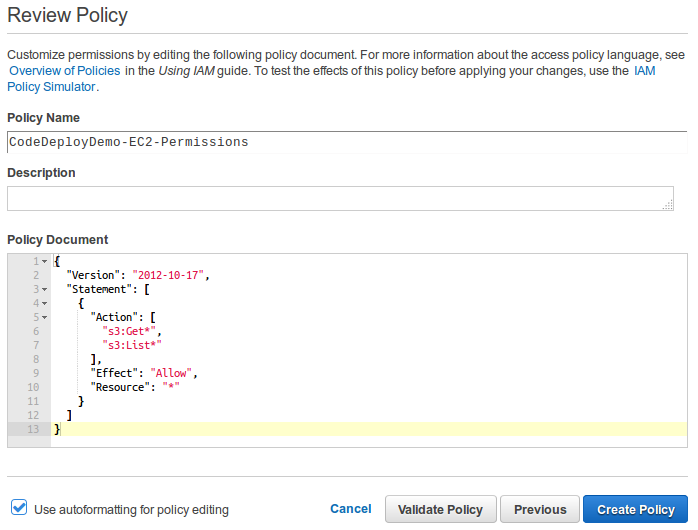 Review Policy
Customize permissions by editing the following policy document. For more information about the access policy language, see
Overview of Policies in the Using IAM guide. To test the effects of this policy before applying your changes, use the IAM
Policy Simulator.
Policy Name
CodeDeployDemo-EC2-Permissions
Description
Policy Document
1 {
2 "Version": "2012-10-17",
3 "Statement": [
4 {
5 "Action": [
6 "s3:Get*",
7 "s3:List*"
8 ],
9 "Effect": "Allow",
10 "Resource": "*"
11 }
12 ]
13 }
Use autoformatting for policy editing
Cancel
Validate Policy
Previous
Create Policy